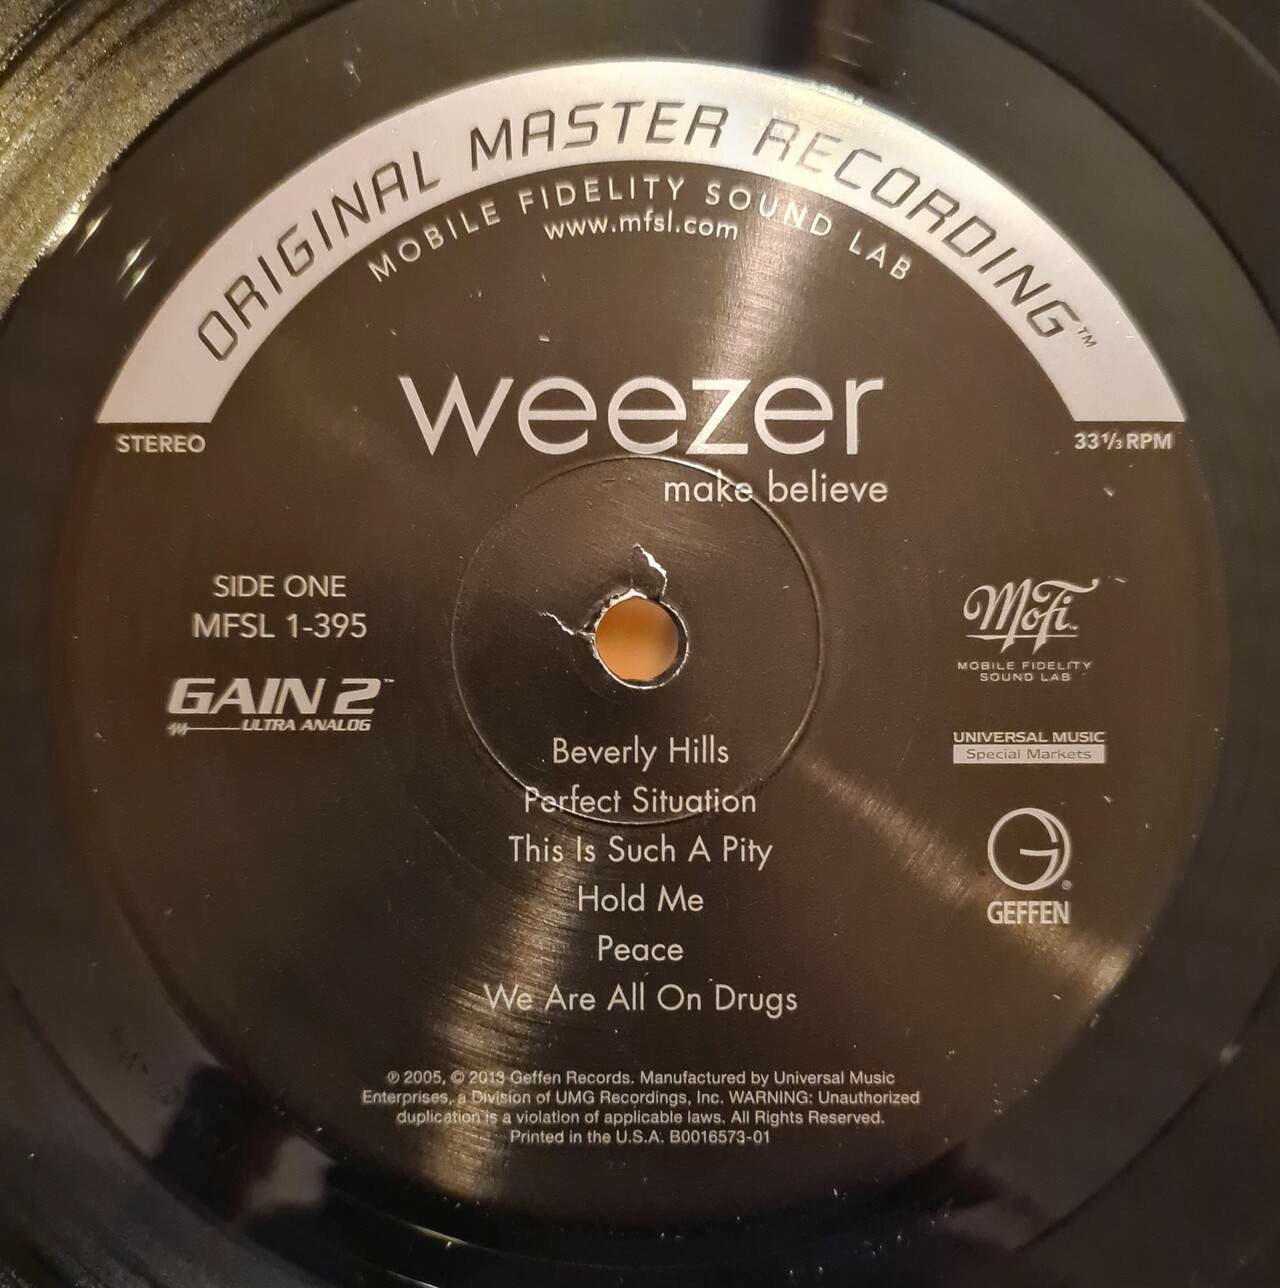 ORIGINAL MASTER RECORDING™
MOBILE FIDELITY SOUND LAB
www.mfsl.com
weezer
make believe
STEREO
33 1/3 RPM
SIDE ONE
MFSL 1-395
GAIN 2™
ULTRA ANALOG
MoFi™
MOBILE FIDELITY
SOUND LAB
UNIVERSAL MUSIC
Special Markets
G®
GEFFEN
Beverly Hills
Perfect Situation
This Is Such A Pity
Hold Me
Peace
We Are All On Drugs
℗ 2005, © 2013 Geffen Records. Manufactured by Universal Music
Enterprises, a Division of UMG Recordings, Inc. WARNING: Unauthorized
duplication is a violation of applicable laws. All Rights Reserved.
Printed in the U.S.A. B0016573-01